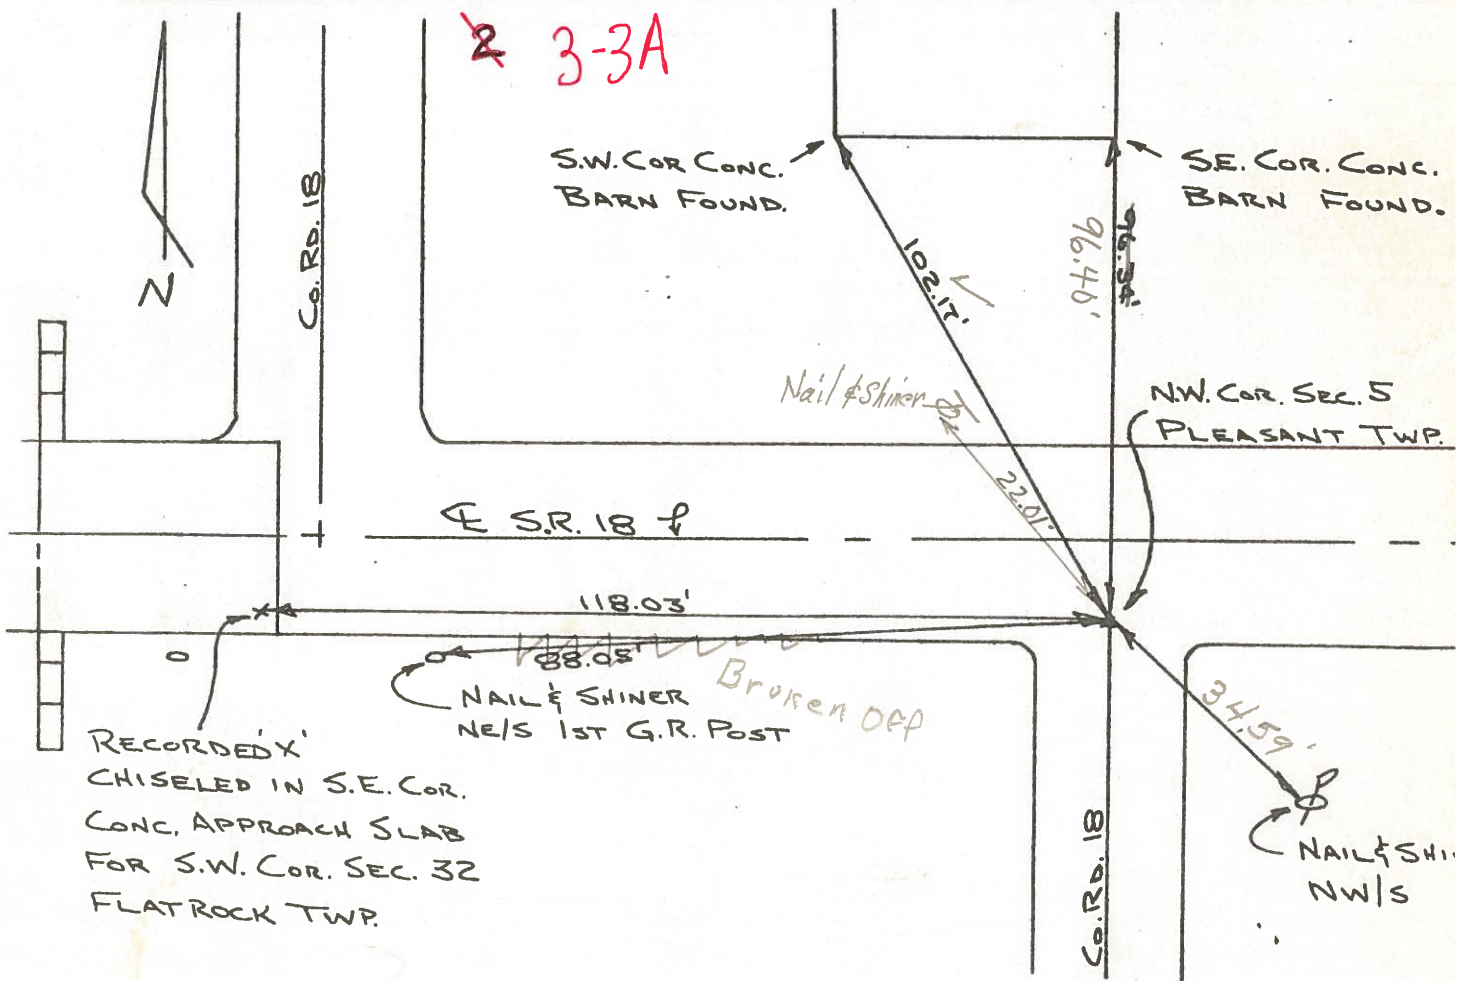 2 3-3A
S.W. COR CONC.
BARN FOUND.
S.E. COR. CONC.
BARN FOUND.
Co. RD. 18
N
102.17'
96.40'
Nail & Shiner
22.01'
N.W. COR. SEC. 5
PLEASANT TWP.
℄ S.R. 18
118.03'
88.05'
Broken Off
NAIL & SHINER
NE/S 1ST G.R. POST
34.59'
RECORDED 'X'
CHISELED IN S.E. COR.
CONC. APPROACH SLAB
FOR S.W. COR. SEC. 32
FLATROCK TWP.
Co. RD. 18
NAIL & SHI
NW/S